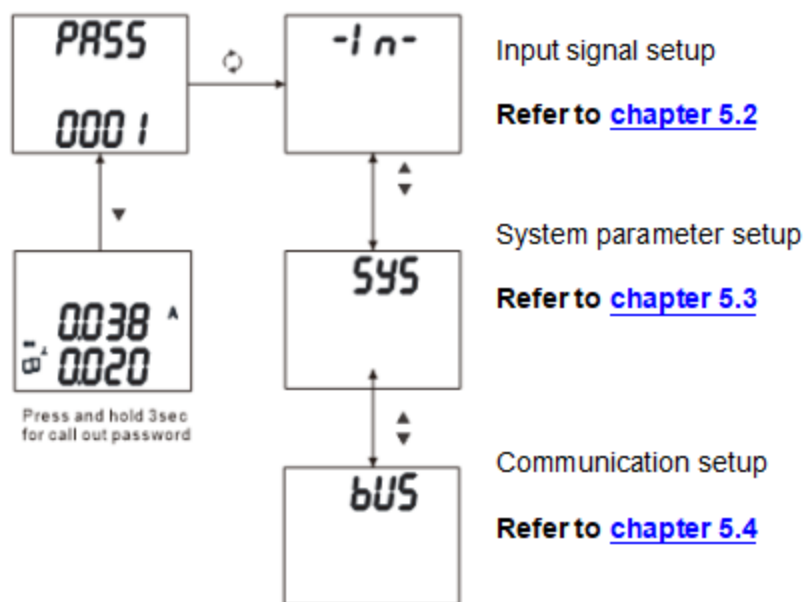 PASS
0001
0.038 A
0.020
Press and hold 3sec
for call out password
-In-
Input signal setup
Refer to chapter 5.2
SYS
System parameter setup
Refer to chapter 5.3
bUS
Communication setup
Refer to chapter 5.4